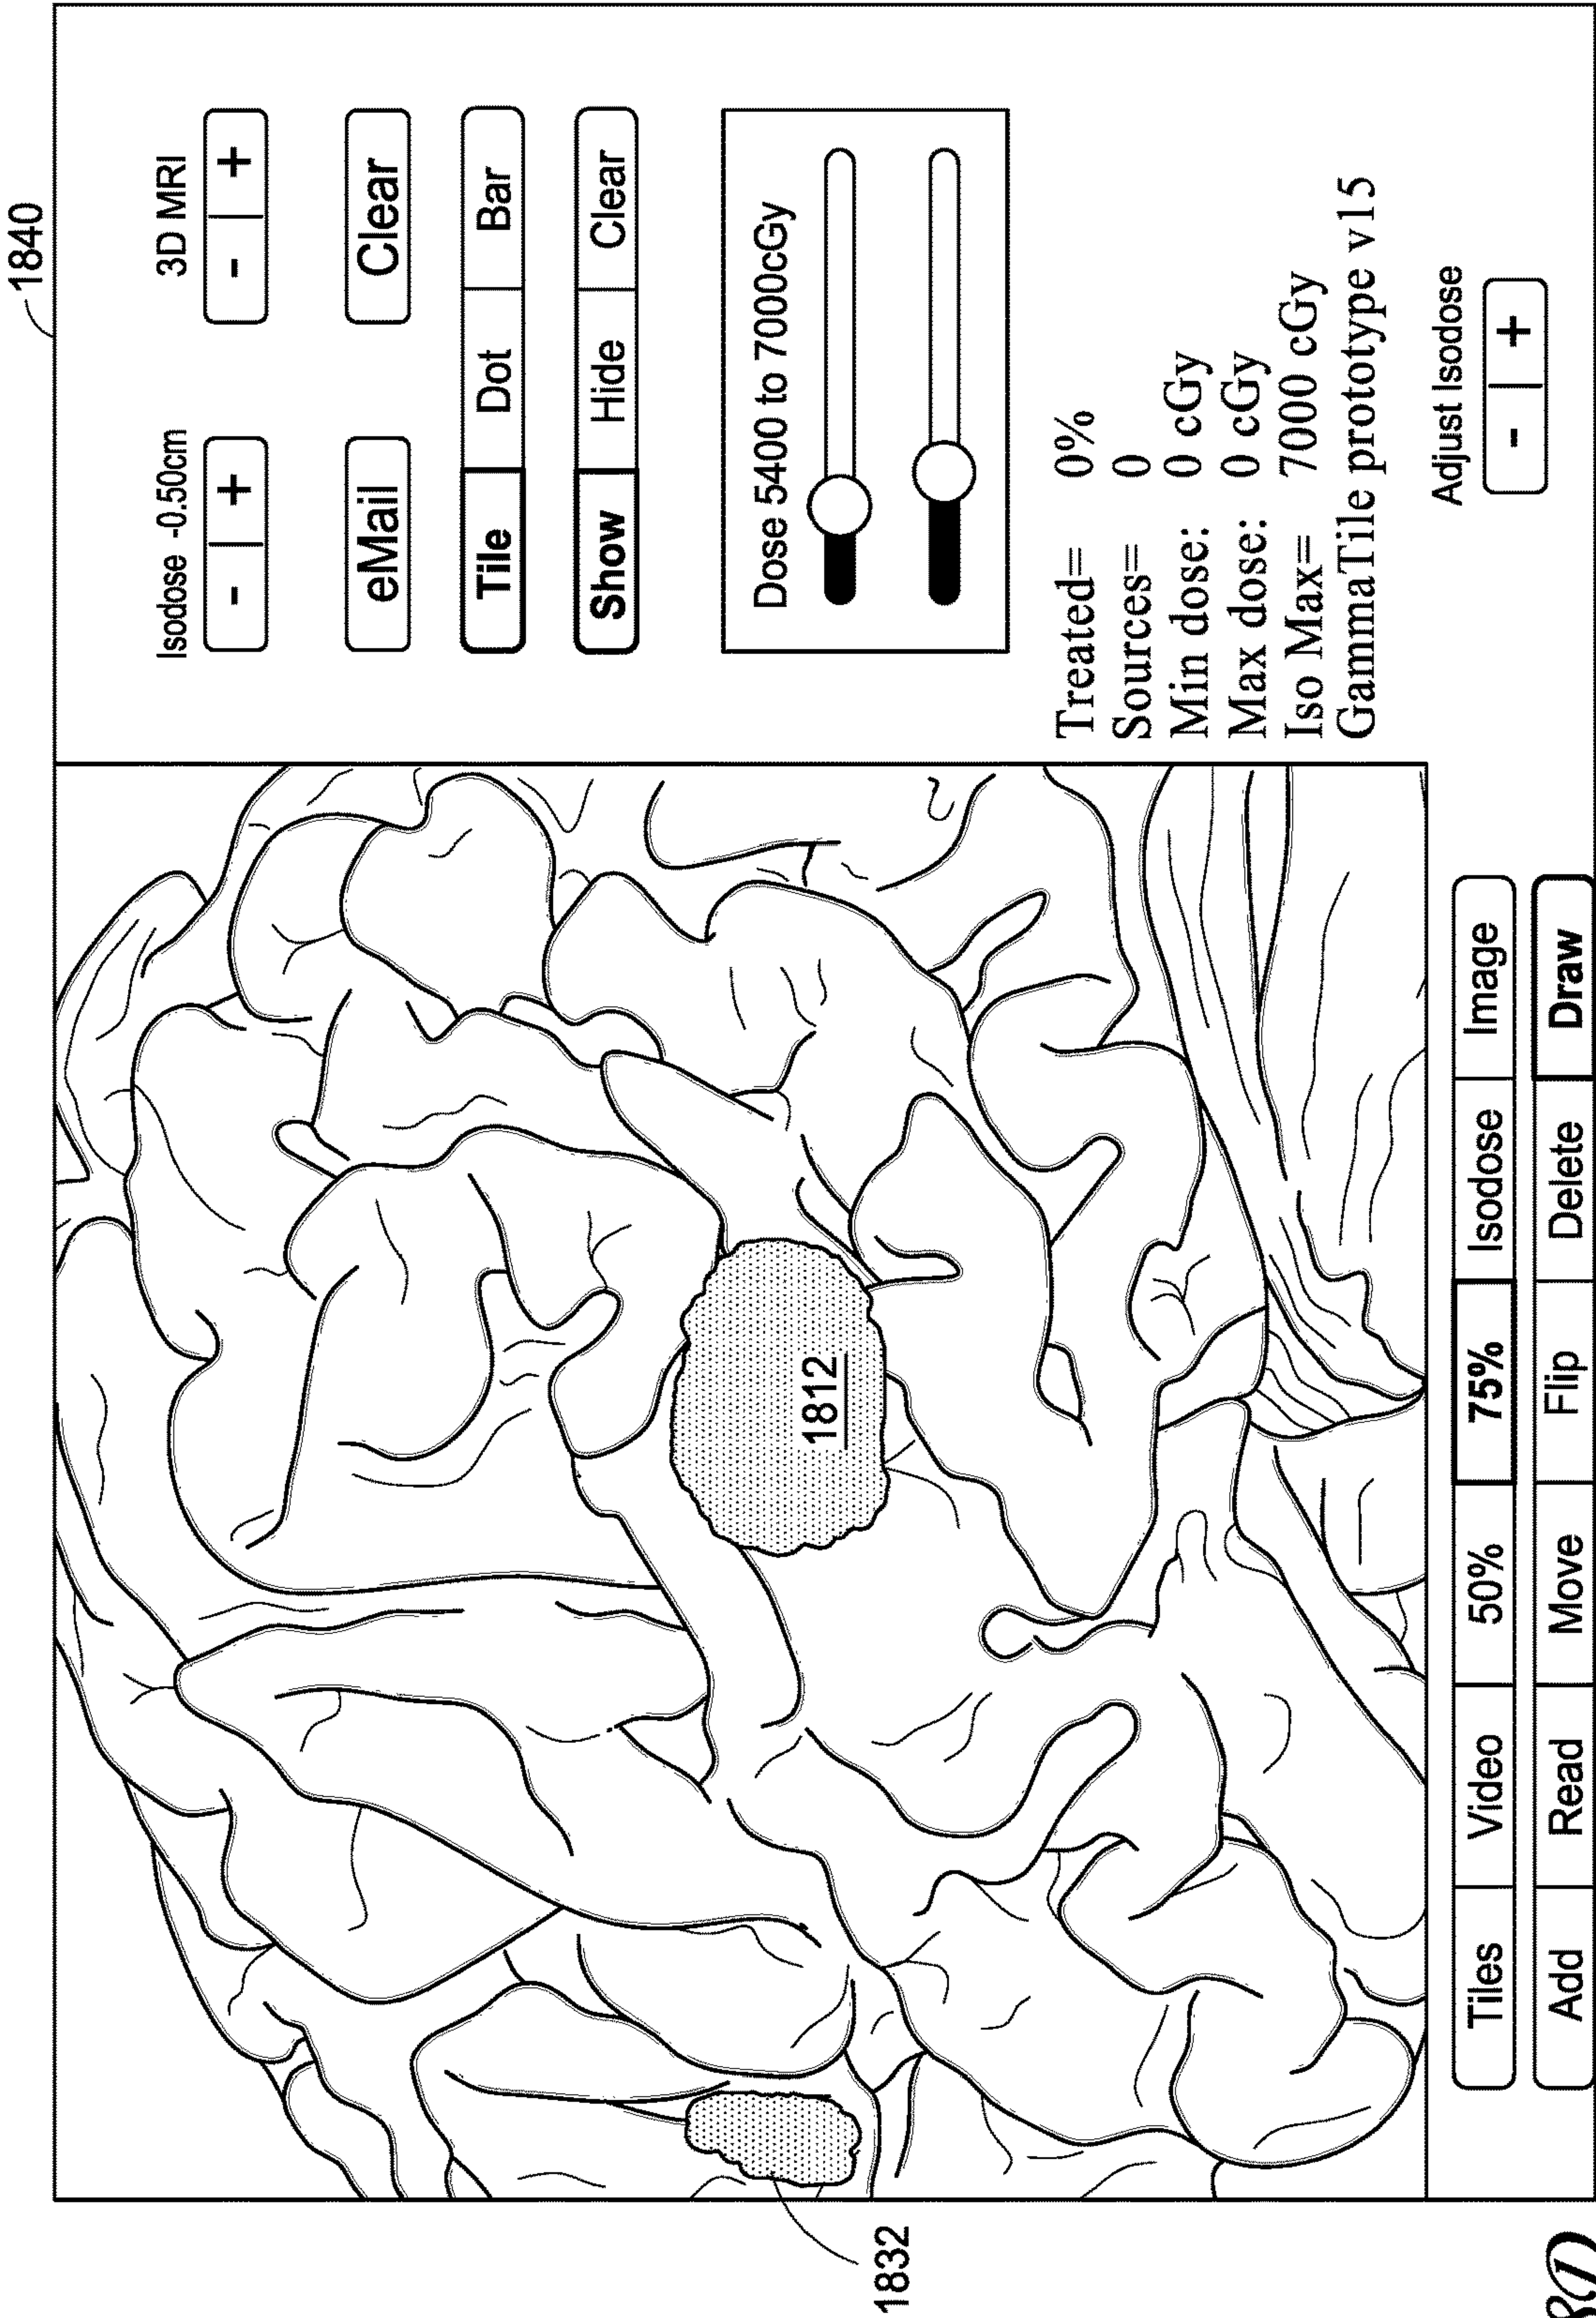 1840
Isodose -0.50cm 3D MRI
- + - +
eMail Clear
Tile Dot Bar
Show Hide Clear
Dose 5400 to 7000cGy
Treated= 0%
Sources= 0
Min dose: 0 cGy
Max dose: 0 cGy
Iso Max= 7000 cGy
GammaTile prototype v15
Adjust Isodose
- +
1812
1832
Tiles Video 50% 75% Isodose Image
Add Read Move Flip Delete Draw